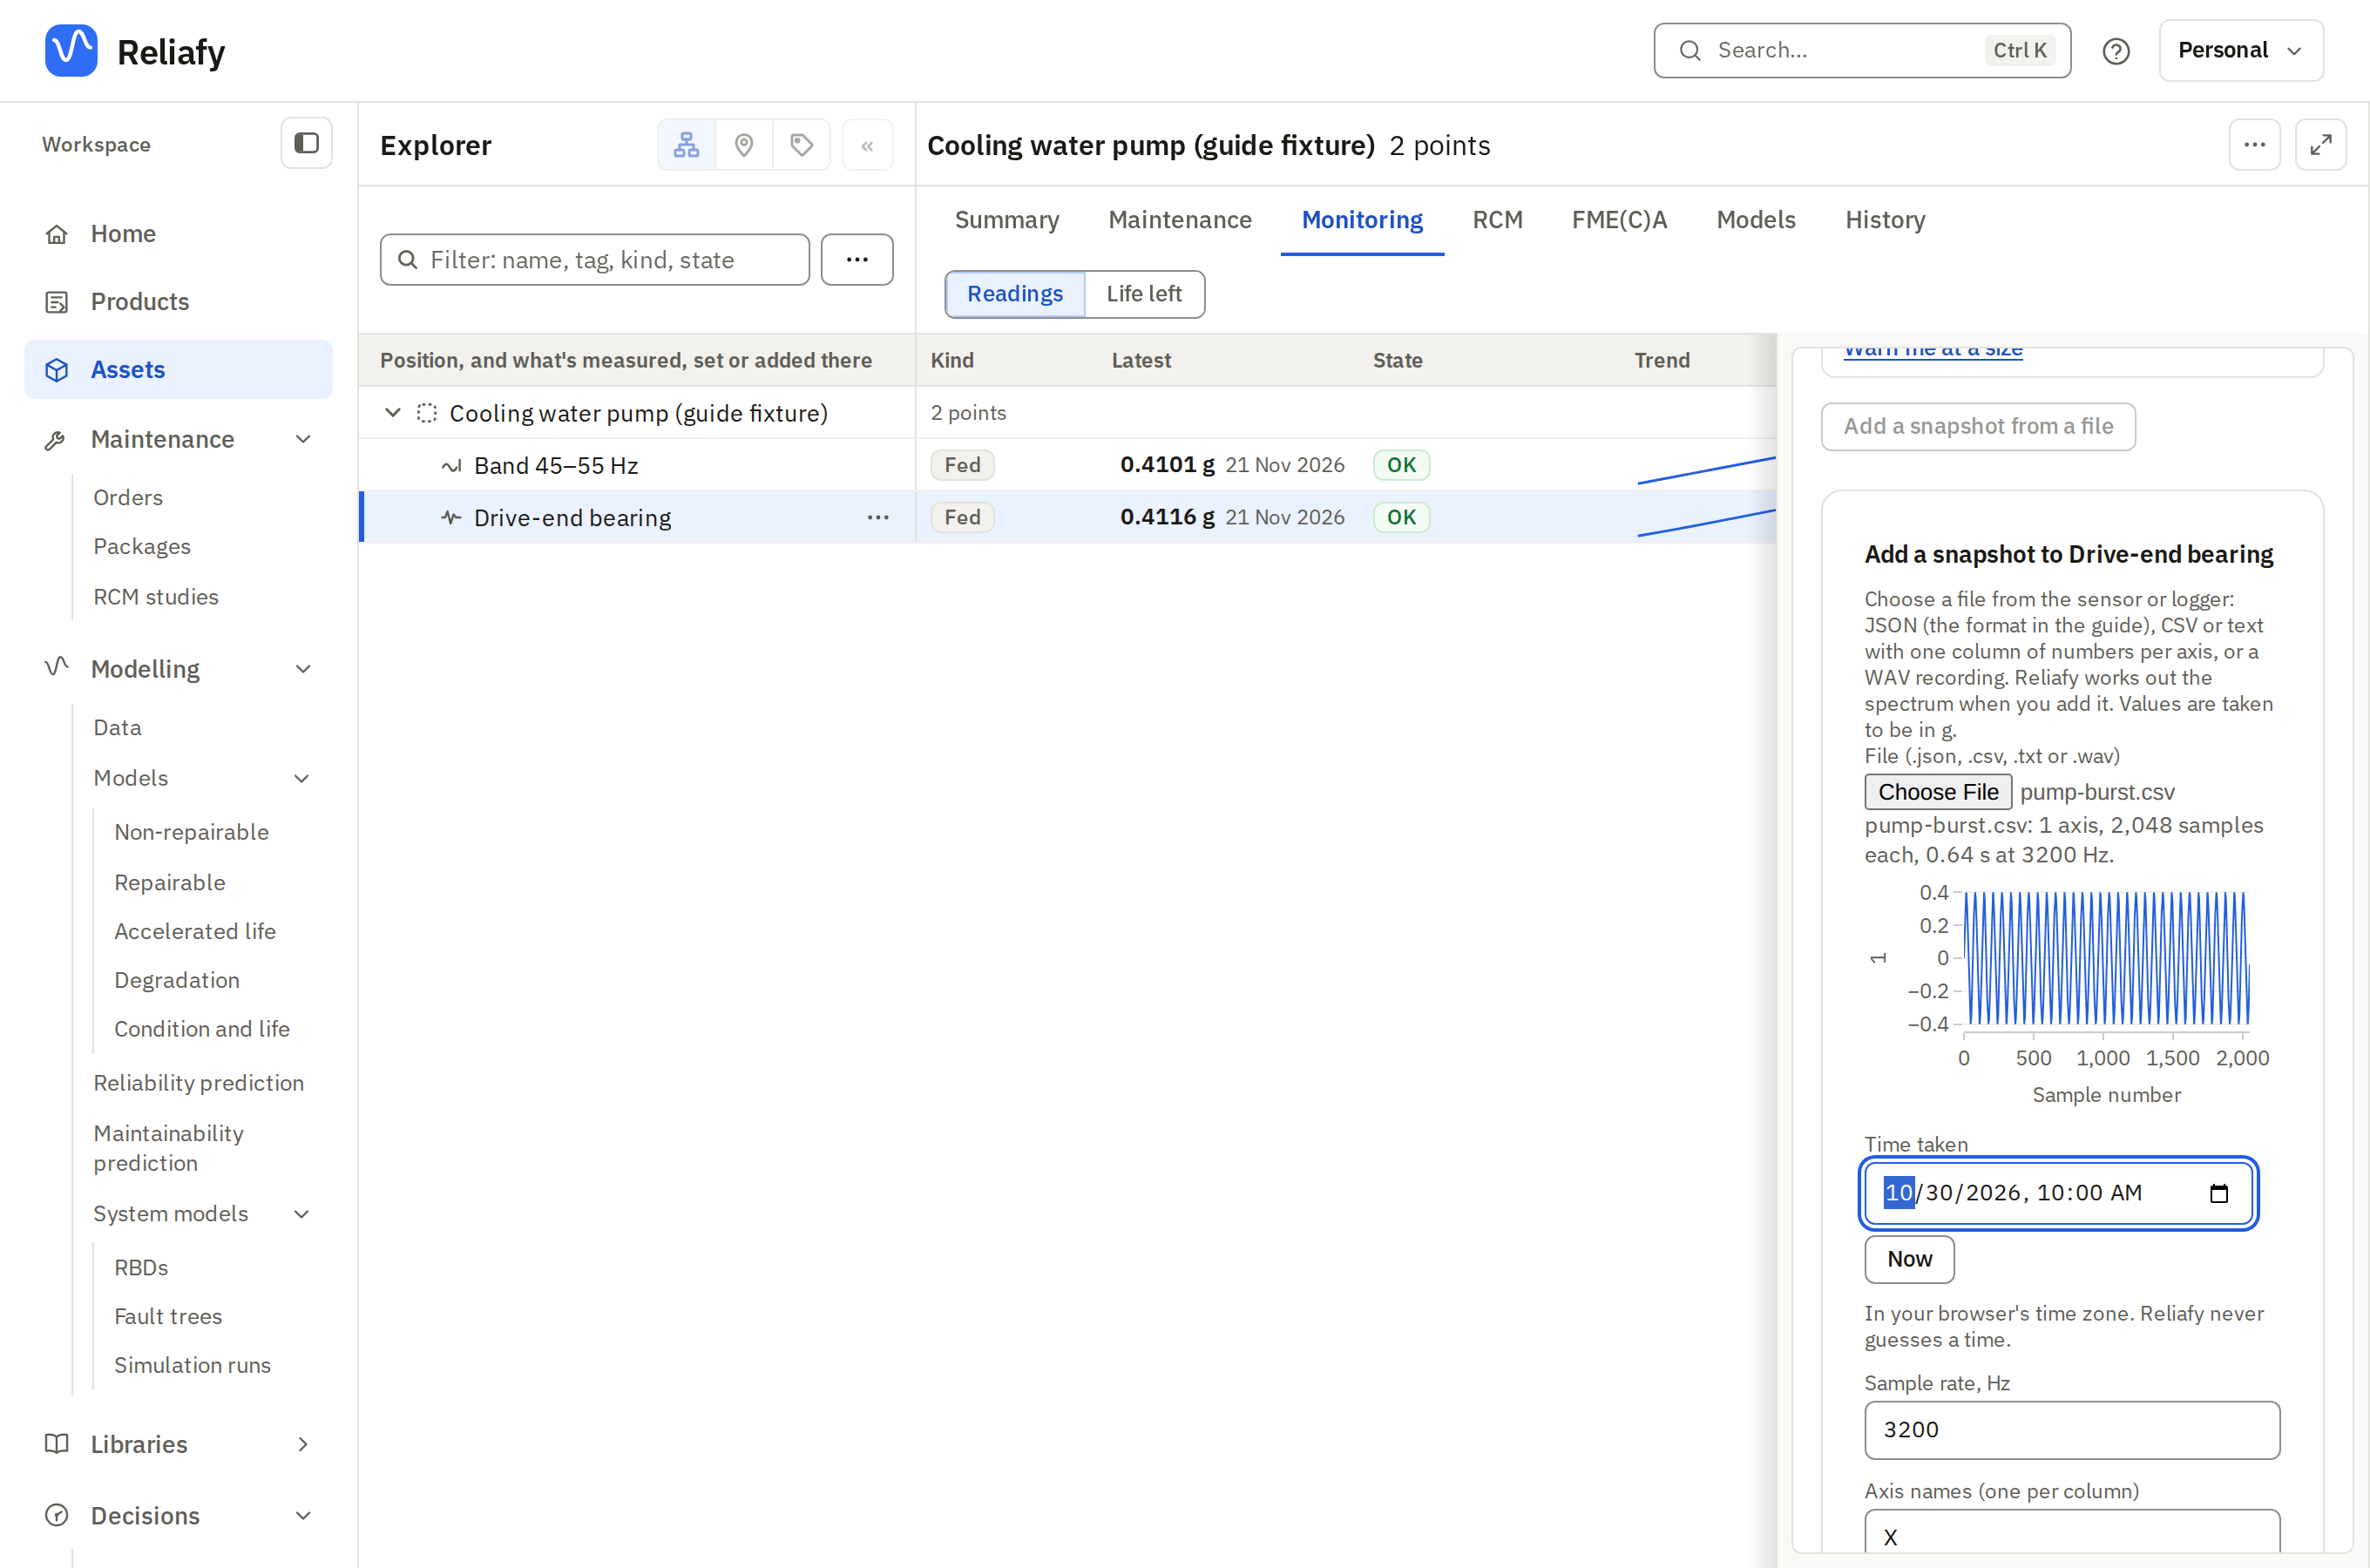 Reliafy
Search...
Ctrl K
Personal
Workspace
Home
Products
Assets
Maintenance
Orders
Packages
RCM studies
Modelling
Data
Models
Non-repairable
Repairable
Accelerated life
Degradation
Condition and life
Reliability prediction
Maintainability
prediction
System models
RBDs
Fault trees
Simulation runs
Libraries
Decisions
Explorer
Filter: name, tag, kind, state
Cooling water pump (guide fixture) 2 points
Summary
Maintenance
Monitoring
RCM
FME(C)A
Models
History
Readings
Life left
Position, and what's measured, set or added there
Kind
Latest
State
Trend
Cooling water pump (guide fixture)
2 points
Band 45–55 Hz
Fed
0.4101 g 21 Nov 2026
OK
Drive-end bearing
Fed
0.4116 g 21 Nov 2026
OK
Warn me at a size
Add a snapshot from a file
Add a snapshot to Drive-end bearing
Choose a file from the sensor or logger:
JSON (the format in the guide), CSV or text
with one column of numbers per axis, or a
WAV recording. Reliafy works out the
spectrum when you add it. Values are taken
to be in g.
File (.json, .csv, .txt or .wav)
Choose File pump-burst.csv
pump-burst.csv: 1 axis, 2,048 samples
each, 0.64 s at 3200 Hz.
0.4
0.2
0
−0.2
−0.4
1
0 500 1,000 1,500 2,000
Sample number
Time taken
10/30/2026, 10:00 AM
Now
In your browser's time zone. Reliafy never
guesses a time.
Sample rate, Hz
3200
Axis names (one per column)
X